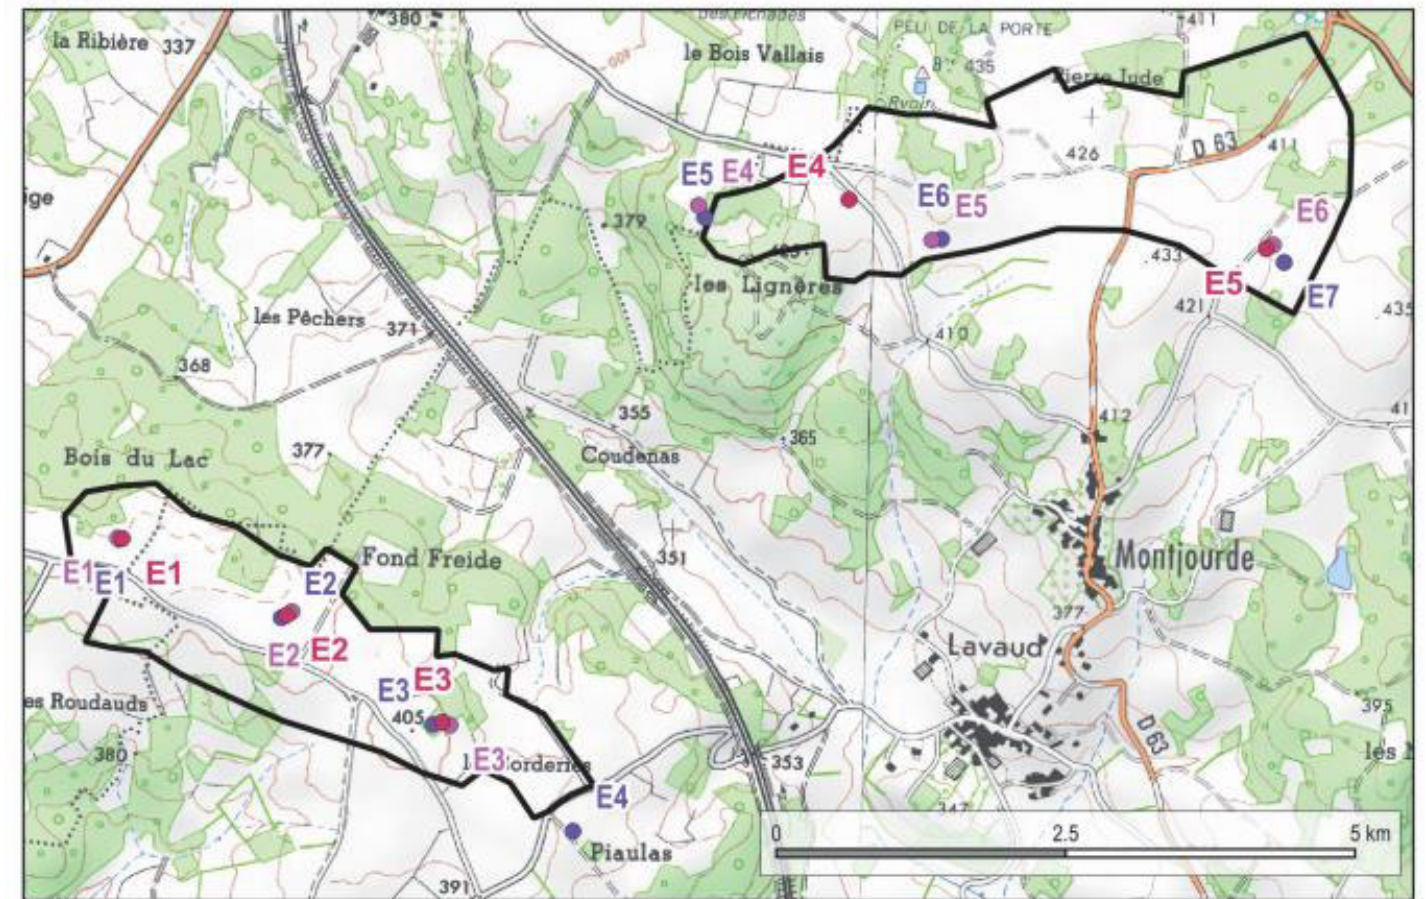 380
411
la Ribière 337
PEU DE LA PORTE
le Bois Vallais
435
Pierre Jude
Rvoir
D 63
411
426
E5 E4
E4
E6
E5
E6
379
433
les Lignères
E5
E7
les Pêchers
371
421
435
410
368
355
412
365
377
Bois du Lac
Coudenas
351
Fond Freide
Montjourde
E1
E1
E1
E2
377
E2
E2
Lavaud
E3
E3
es Roudauds
405
395
380
E3
D 63
353
E4
347
0
2.5
5 km
Piaulas
391